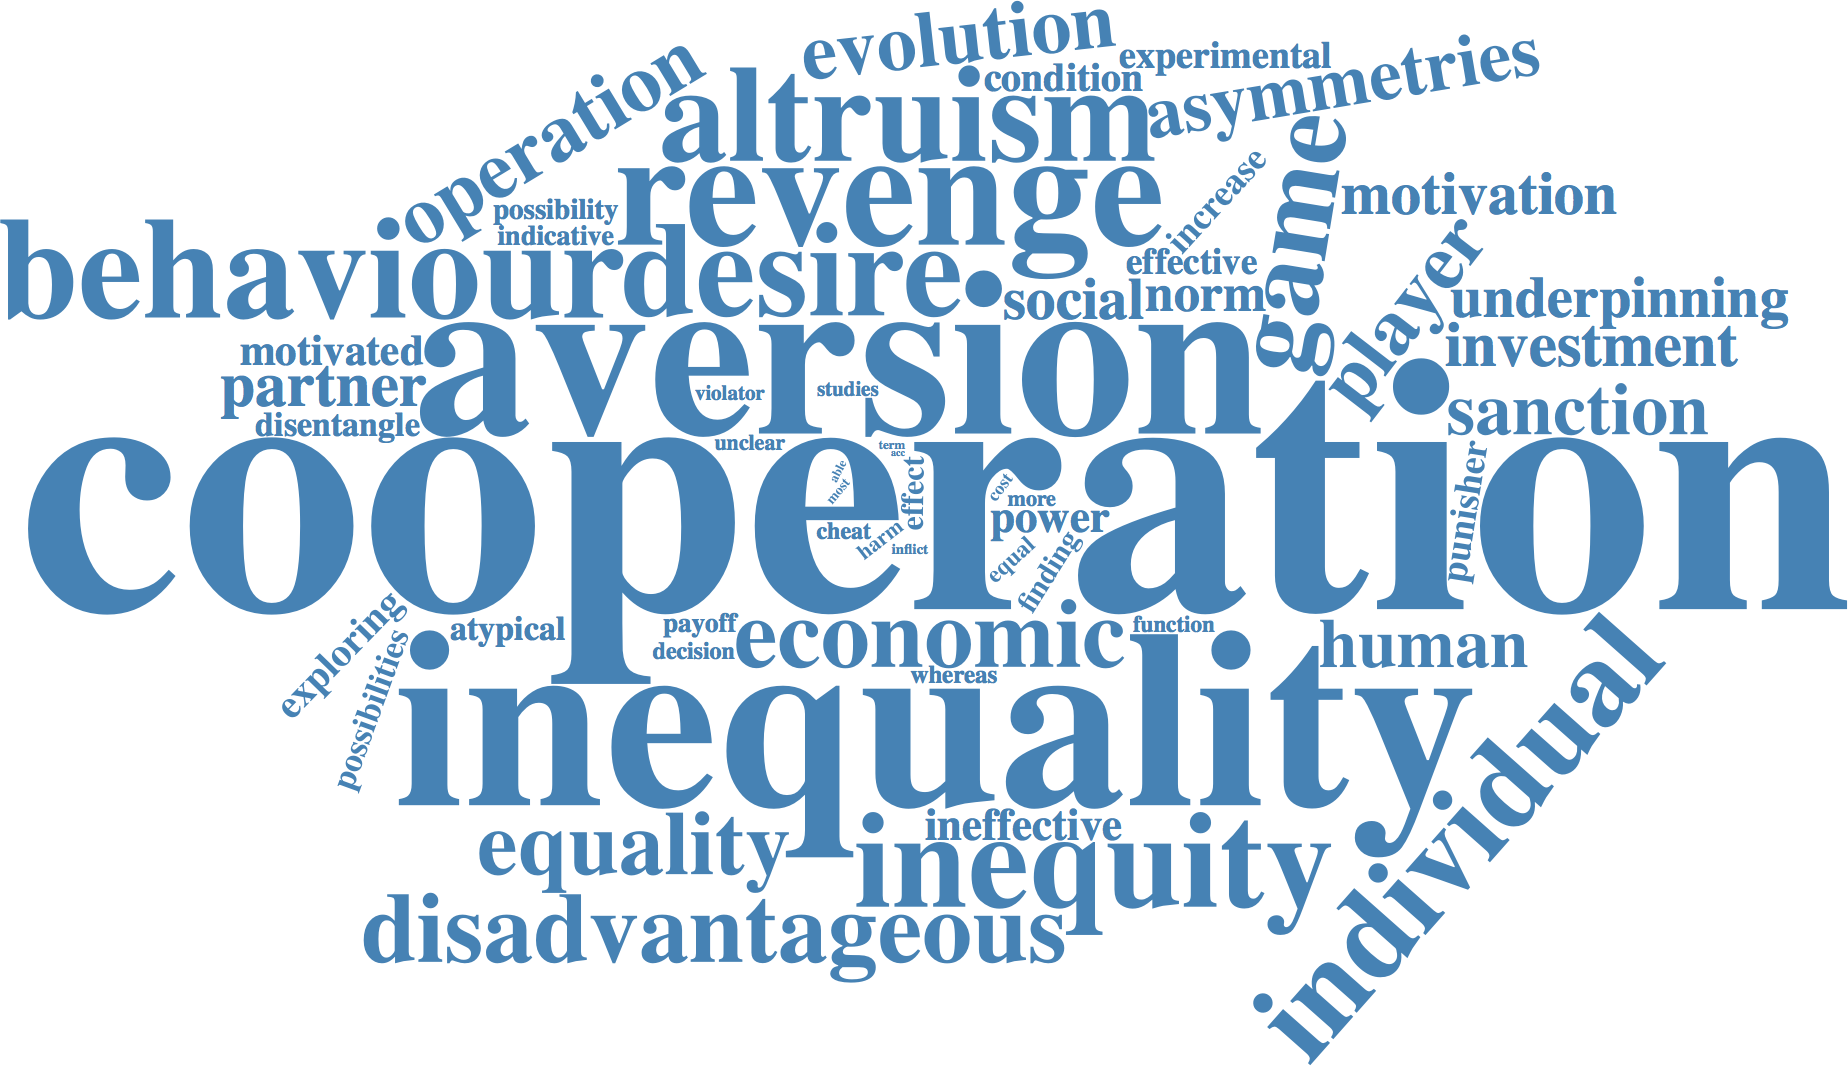 evolution
experimental
condition
operation
altruism
asymmetries
revenge
increase
game
motivation
possibility
indicative
behaviour
desire
effective
social
norm
player
underpinning
investment
motivated
partner
disentangle
aversion
violator
studies
sanction
cooperation
unclear
term
acc
able
most
effect
cost
more
power
cheat
harm
inflict
equal
finding
punisher
exploring
possibilities
atypical
payoff
decision
economic
function
whereas
human
inequality
individual
equality
ineffective
inequity
disadvantageous